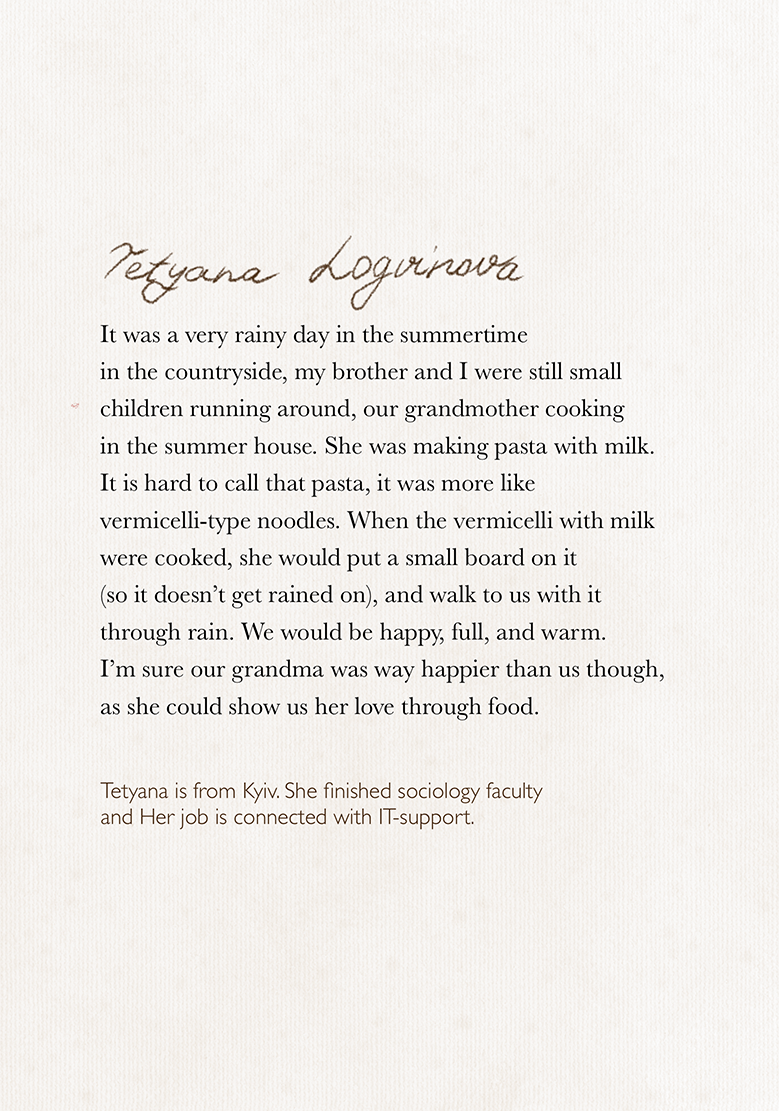 Tetyana Logvinova
It was a very rainy day in the summertime
in the countryside, my brother and I were still small
children running around, our grandmother cooking
in the summer house. She was making pasta with milk.
It is hard to call that pasta, it was more like
vermicelli-type noodles. When the vermicelli with milk
were cooked, she would put a small board on it
(so it doesn’t get rained on), and walk to us with it
through rain. We would be happy, full, and warm.
I’m sure our grandma was way happier than us though,
as she could show us her love through food.
Tetyana is from Kyiv. She finished sociology faculty
and Her job is connected with IT-support.